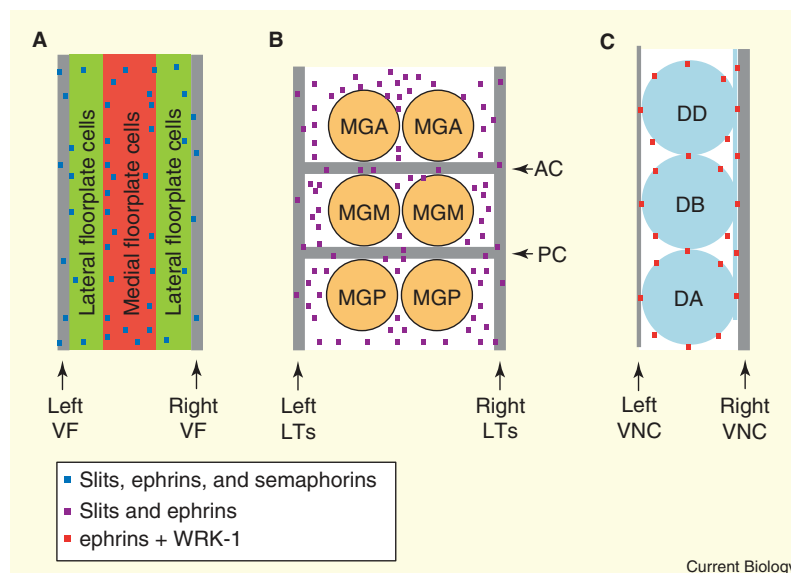 A
Lateral floorplate cells
Medial floorplate cells
Lateral floorplate cells
Left
VF
Right
VF
B
MGA MGA
AC
MGM MGM
PC
MGP MGP
Left
LTs
Right
LTs
C
DD
DB
DA
Left
VNC
Right
VNC
Slits, ephrins, and semaphorins
Slits and ephrins
ephrins + WRK-1
Current Biology